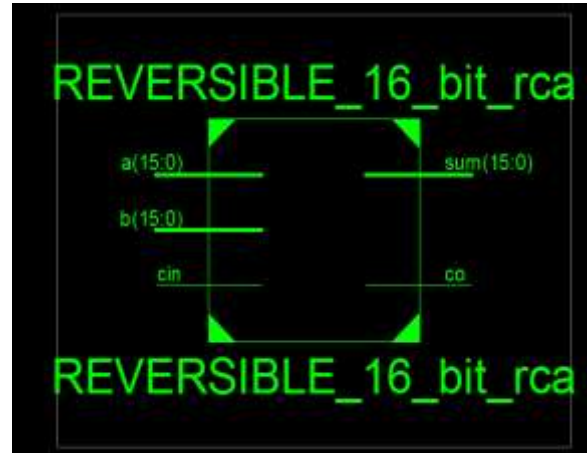 REVERSIBLE_16_bit_rca
a(15:0) sum(15:0)
b(15:0)
cin co
REVERSIBLE_16_bit_rca